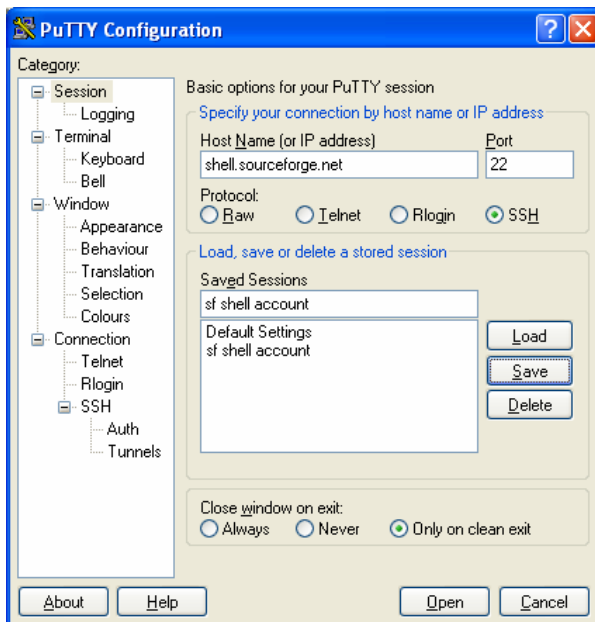 PuTTY Configuration
Category:
Session
Logging
Terminal
Keyboard
Bell
Window
Appearance
Behaviour
Translation
Selection
Colours
Connection
Telnet
Rlogin
SSH
Auth
Tunnels
Basic options for your PuTTY session
Specify your connection by host name or IP address
Host Name (or IP address) Port
shell.sourceforge.net 22
Protocol:
Raw Telnet Rlogin SSH
Load, save or delete a stored session
Saved Sessions
sf shell account
Default Settings
sf shell account
Load
Save
Delete
Close window on exit:
Always Never Only on clean exit
About Help Open Cancel